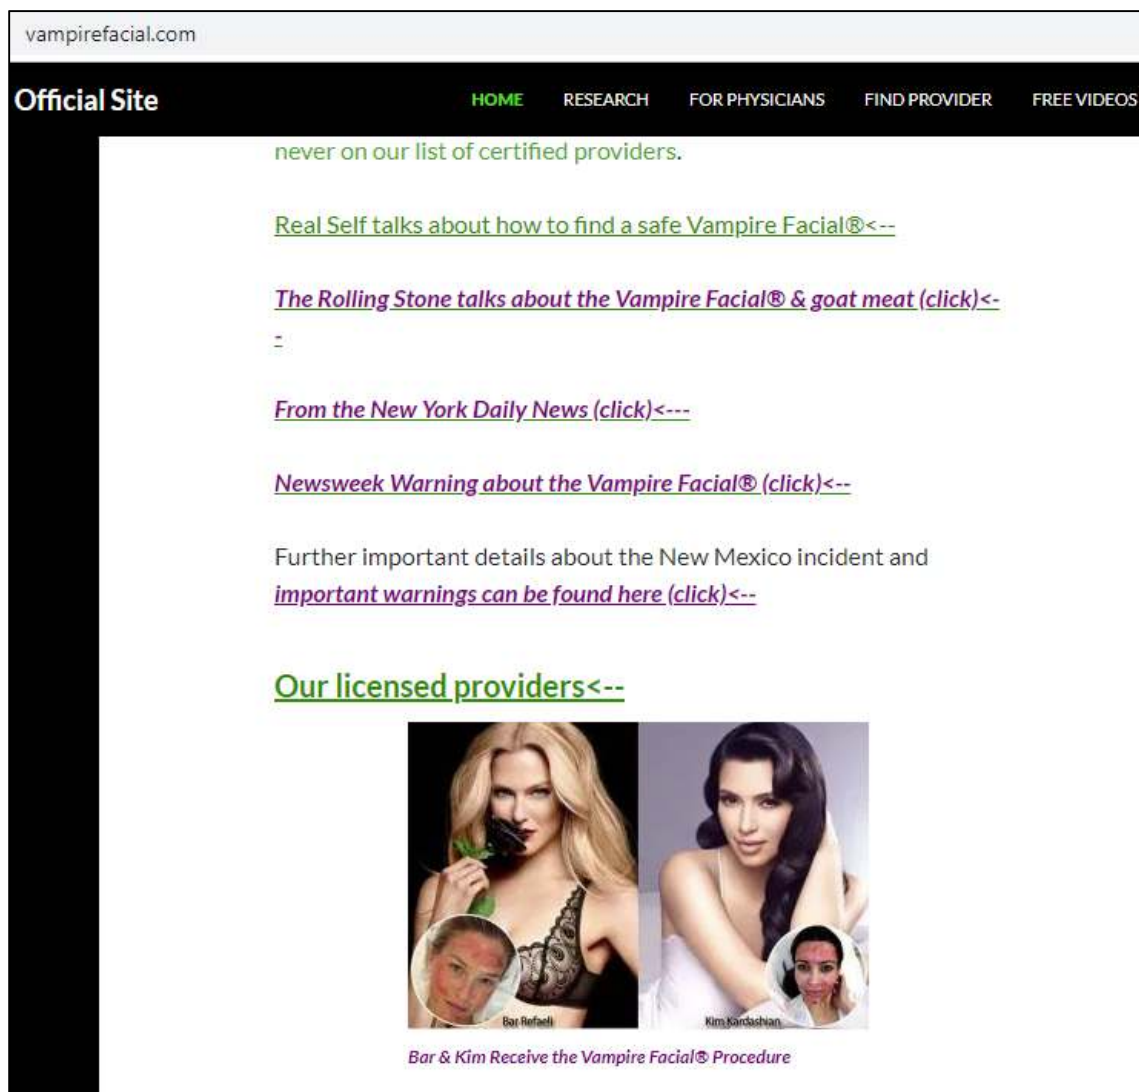 vampirefacial.com
Official Site HOME RESEARCH FOR PHYSICIANS FIND PROVIDER FREE VIDEOS
never on our list of certified providers.
Real Self talks about how to find a safe Vampire Facial®<--
The Rolling Stone talks about the Vampire Facial® & goat meat (click)<-
-
From the New York Daily News (click)<---
Newsweek Warning about the Vampire Facial® (click)<--
Further important details about the New Mexico incident and
important warnings can be found here (click)<--
Our licensed providers<--
Bar Refaeli Kim Kardashian
Bar & Kim Receive the Vampire Facial® Procedure